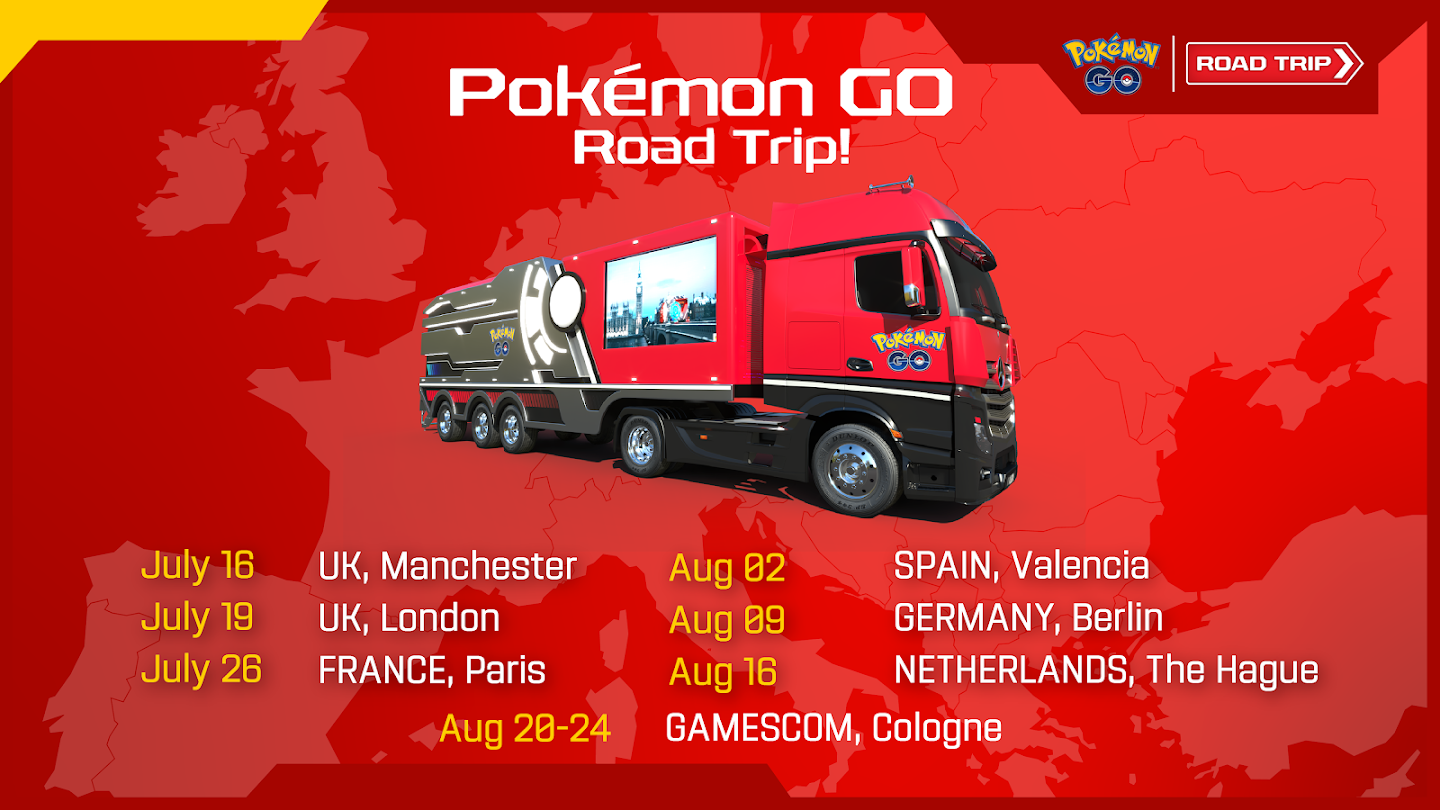 Pokémon GO
ROAD TRIP
Pokémon GO
Road Trip!
Pokémon GO
Pokémon GO
July 16 UK, Manchester Aug 02 SPAIN, Valencia
July 19 UK, London Aug 09 GERMANY, Berlin
July 26 FRANCE, Paris Aug 16 NETHERLANDS, The Hague
Aug 20-24 GAMESCOM, Cologne